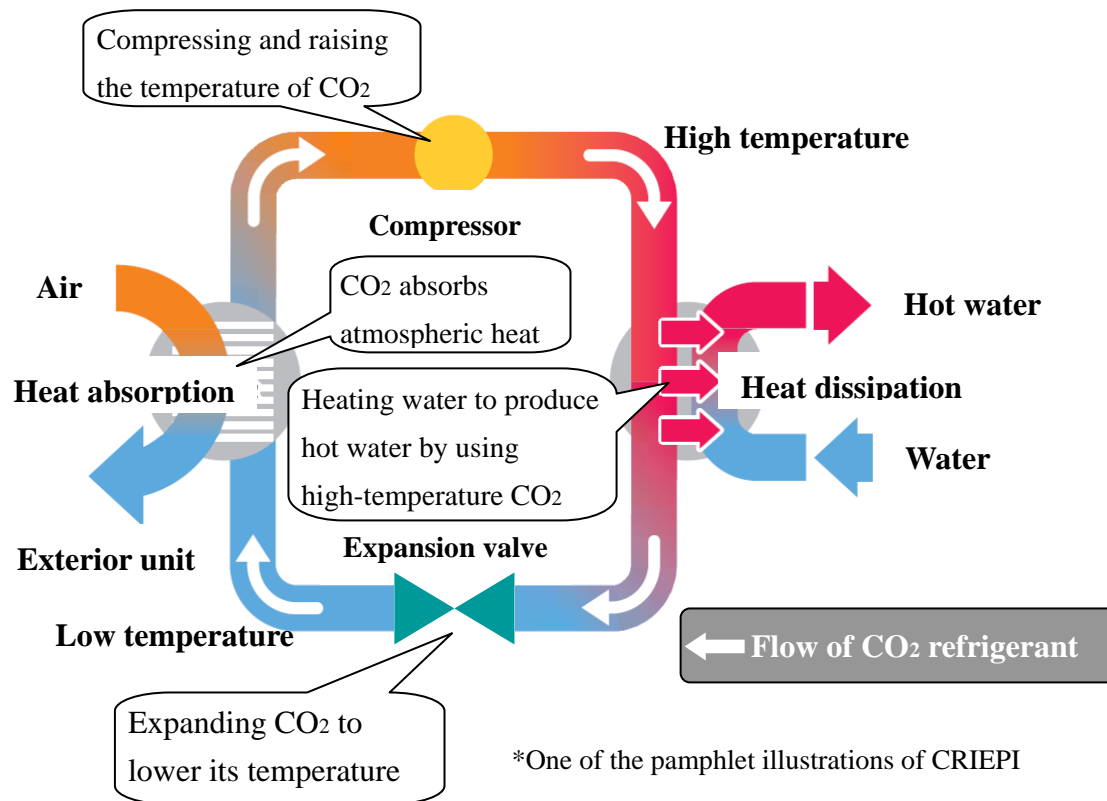 Compressing and raising
the temperature of CO₂
High temperature
Compressor
Air
CO₂ absorbs
atmospheric heat
Hot water
Heat absorption
Heating water to produce
hot water by using
high-temperature CO₂
Heat dissipation
Water
Exterior unit
Expansion valve
Low temperature
Flow of CO₂ refrigerant
Expanding CO₂ to
lower its temperature
*One of the pamphlet illustrations of CRIEPI